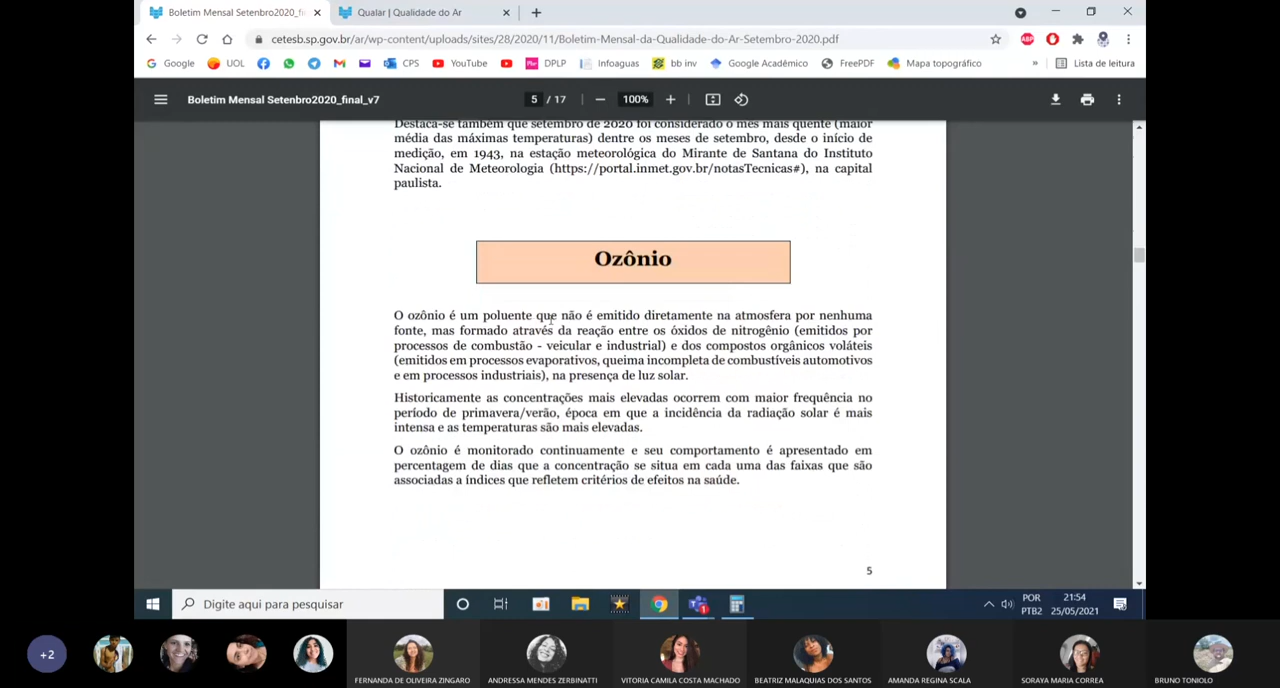 Boletim Mensal Setenbro2020_fi
Qualar | Qualidade do Ar
cetesb.sp.gov.br/ar/wp-content/uploads/sites/28/2020/11/Boletim-Mensal-da-Qualidade-do-Ar-Setembro-2020.pdf
ABP
Google UOL CPS YouTube DPLP Infoaguas bb inv Google Acadêmico FreePDF Mapa topográfico » Lista de leitura
Boletim Mensal Setenbro2020_final_v7 5 / 17 100%
Destaca-se também que setembro de 2020 foi considerado o mês mais quente (maior
média das máximas temperaturas) dentre os meses de setembro, desde o início de
medição, em 1943, na estação meteorológica do Mirante de Santana do Instituto
Nacional de Meteorologia (https://portal.inmet.gov.br/notasTecnicas#), na capital
paulista.
Ozônio
O ozônio é um poluente que não é emitido diretamente na atmosfera por nenhuma
fonte, mas formado através da reação entre os óxidos de nitrogênio (emitidos por
processos de combustão - veicular e industrial) e dos compostos orgânicos voláteis
(emitidos em processos evaporativos, queima incompleta de combustíveis automotivos
e em processos industriais), na presença de luz solar.
Historicamente as concentrações mais elevadas ocorrem com maior frequência no
período de primavera/verão, época em que a incidência da radiação solar é mais
intensa e as temperaturas são mais elevadas.
O ozônio é monitorado continuamente e seu comportamento é apresentado em
percentagem de dias que a concentração se situa em cada uma das faixas que são
associadas a índices que refletem critérios de efeitos na saúde.
5
Digite aqui para pesquisar
POR 21:54
PTB2 25/05/2021
+2
FERNANDA DE OLIVEIRA ZINGARO ANDRESSA MENDES ZERBINATTI VITORIA CAMILA COSTA MACHADO BEATRIZ MALAQUIAS DOS SANTOS AMANDA REGINA SCALA SORAYA MARIA CORREA BRUNO TONIOLO